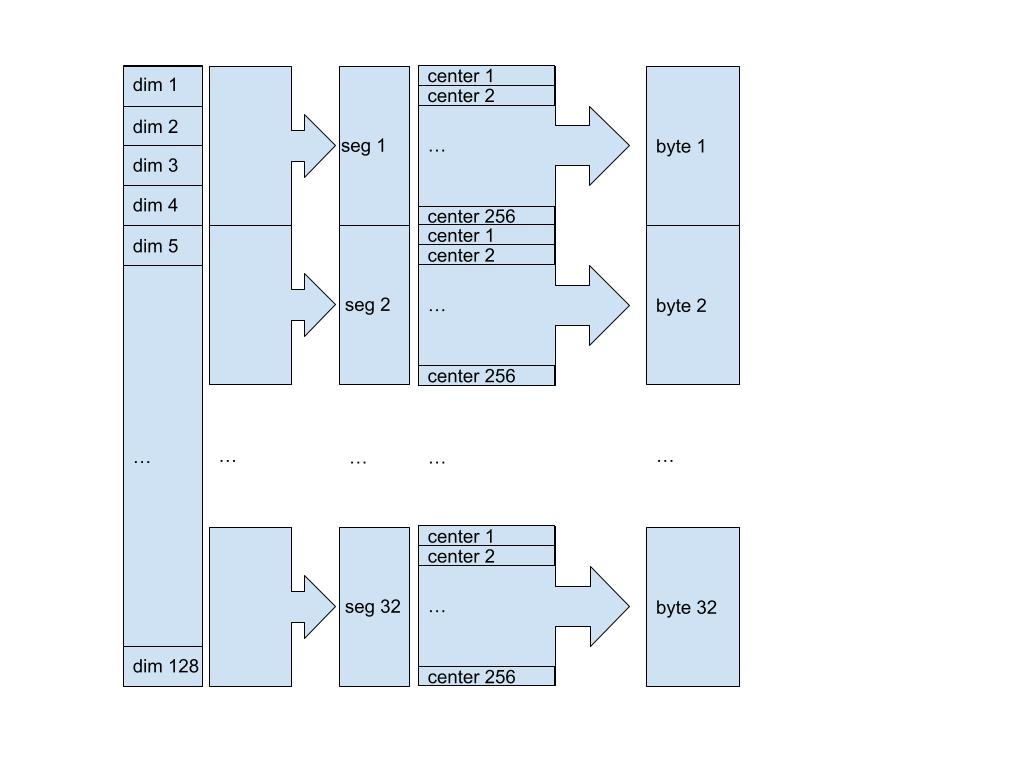 dim 1
dim 2
dim 3
dim 4
dim 5
…
dim 128
…
seg 1
seg 2
…
seg 32
center 1
center 2
…
center 256
center 1
center 2
…
center 256
…
center 1
center 2
…
center 256
byte 1
byte 2
…
byte 32